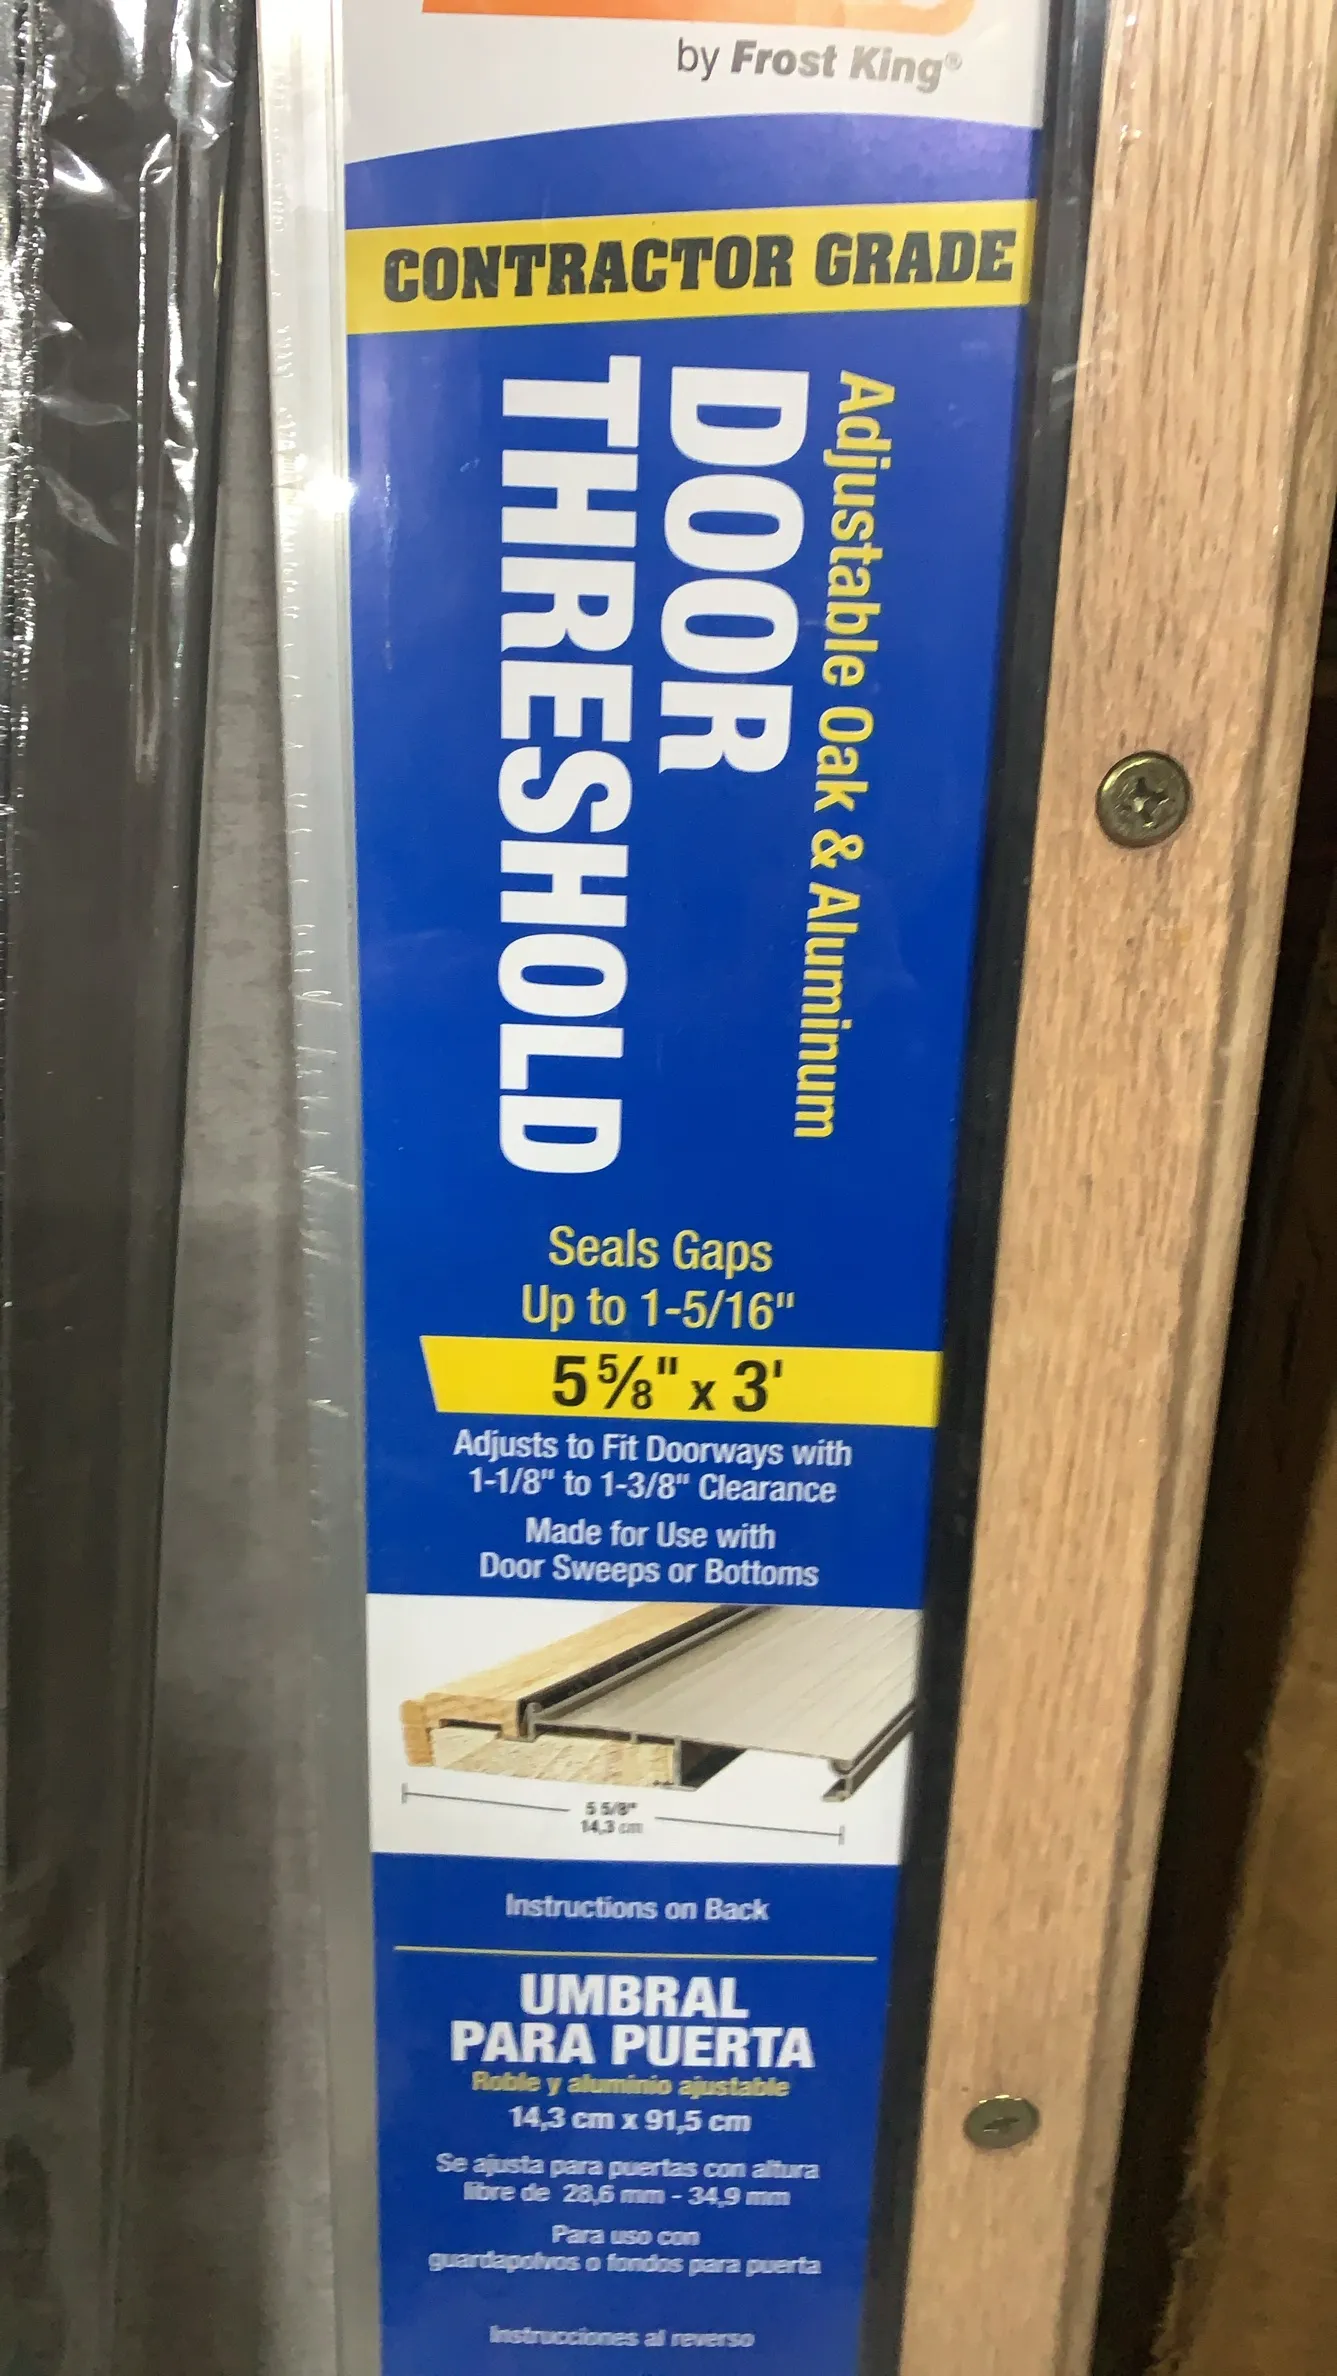 by Frost King®
CONTRACTOR GRADE
Adjustable Oak & Aluminum
DOOR
THRESHOLD
Seals Gaps
Up to 1-5/16"
5 5/8" x 3'
Adjusts to Fit Doorways with
1-1/8" to 1-3/8" Clearance
Made for Use with
Door Sweeps or Bottoms
5 5/8"
14,3 cm
Instructions on Back
UMBRAL
PARA PUERTA
Roble y aluminio ajustable
14,3 cm x 91,5 cm
Se ajusta para puertas con altura
libre de 28,6 mm - 34,9 mm
Para uso con
guardapolvos o fondos para puerta
Instrucciones al reverso